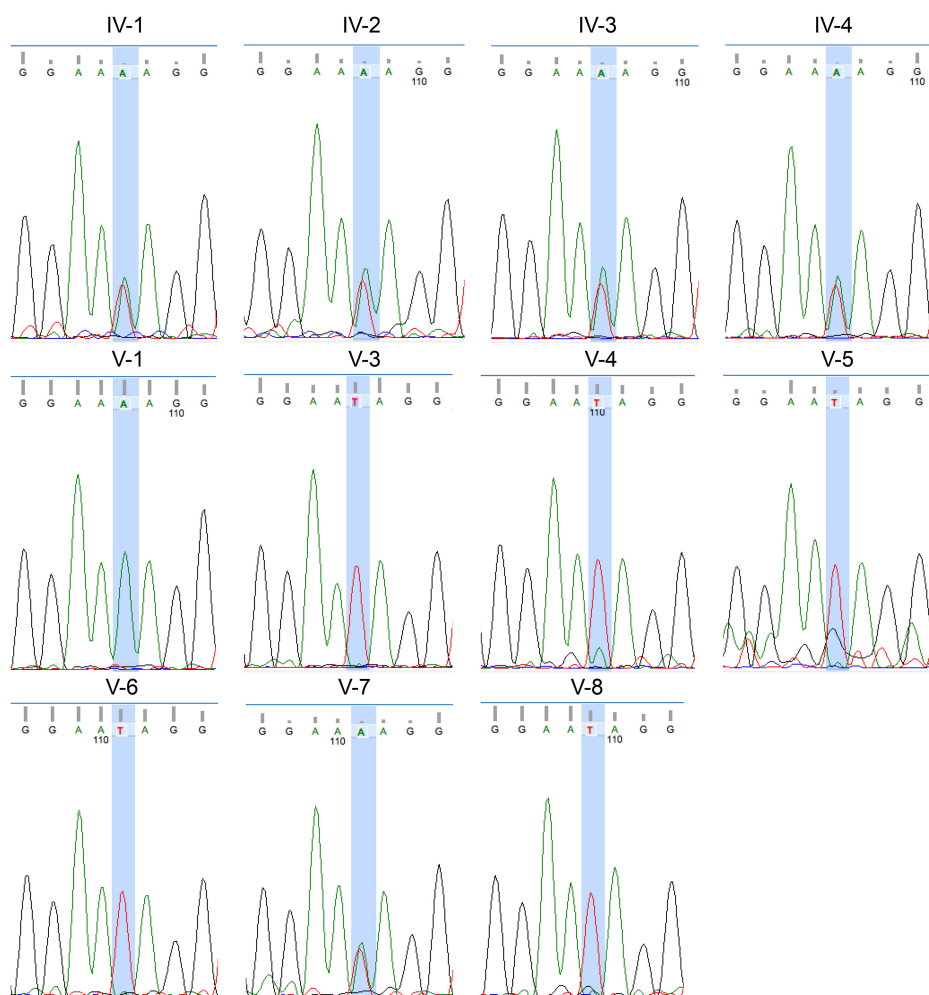 IV-1 IV-2 IV-3 IV-4
G G A A A A G G G G A A A A G G G G A A A A G G G G A A A A G G
110 110 110
V-1 V-3 V-4 V-5
G G A A A A G G G G A A T A G G G G A A T A G G G G A A T A G G
110 110
V-6 V-7 V-8
G G A A T A G G G G A A A A G G G G A A T A G G
110 110 110